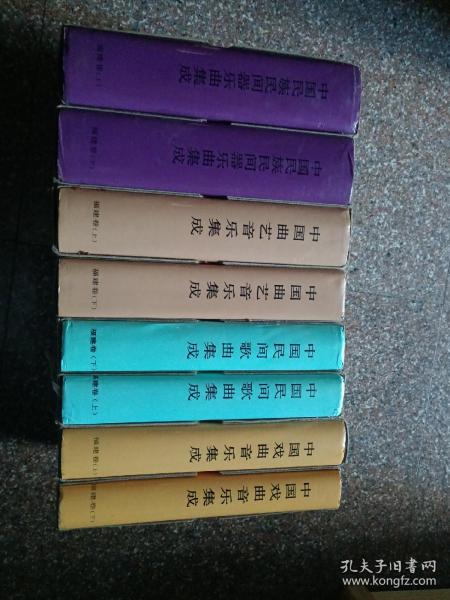 中国民族民间器乐曲集成
福建卷(上)
中国民族民间器乐曲集成
福建卷(下)
中国曲艺音乐集成
福建卷(上)
中国曲艺音乐集成
福建卷(下)
中国民间歌曲集成
福建卷(下)
中国民间歌曲集成
福建卷(上)
中国戏曲音乐集成
福建卷(上)
中国戏曲音乐集成
福建卷(下)
孔夫子旧书网
www.kongfz.com